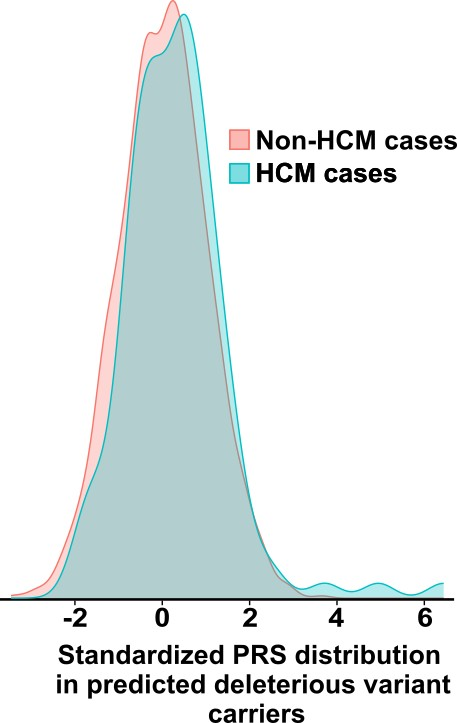 Non-HCM cases
HCM cases
-2 0 2 4 6
Standardized PRS distribution
in predicted deleterious variant
carriers